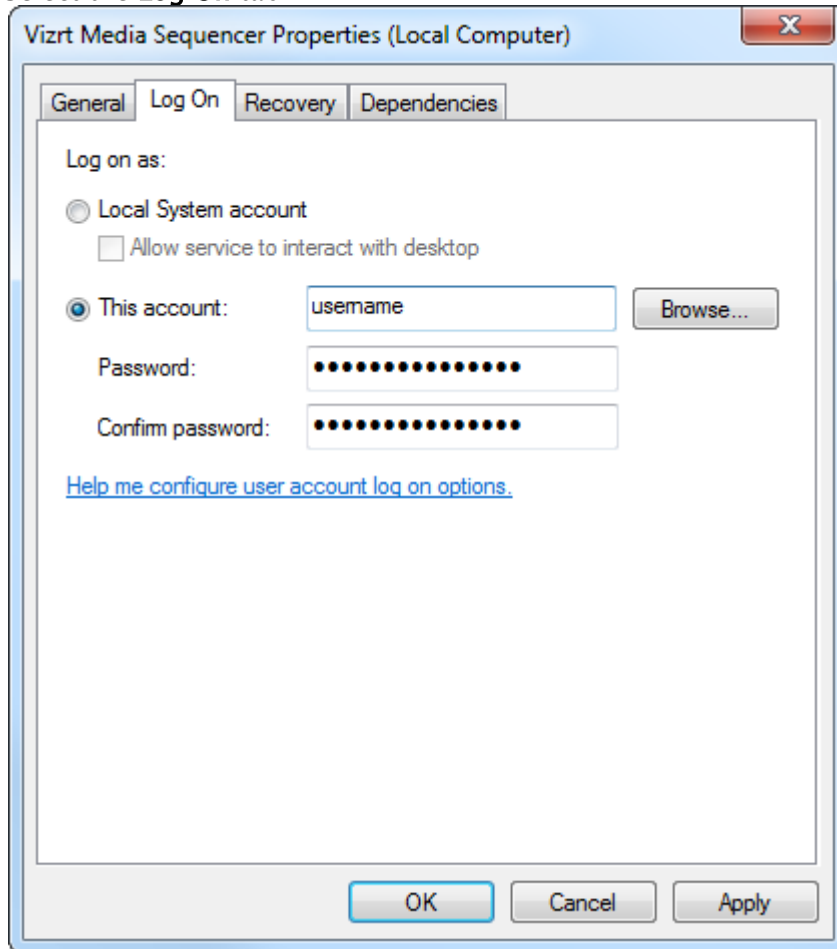 Vizrt Media Sequencer Properties (Local Computer)
General Log On Recovery Dependencies
Log on as:
Local System account
Allow service to interact with desktop
This account: username Browse...
Password: •••••••••••••••
Confirm password: •••••••••••••••
Help me configure user account log on options.
OK Cancel Apply